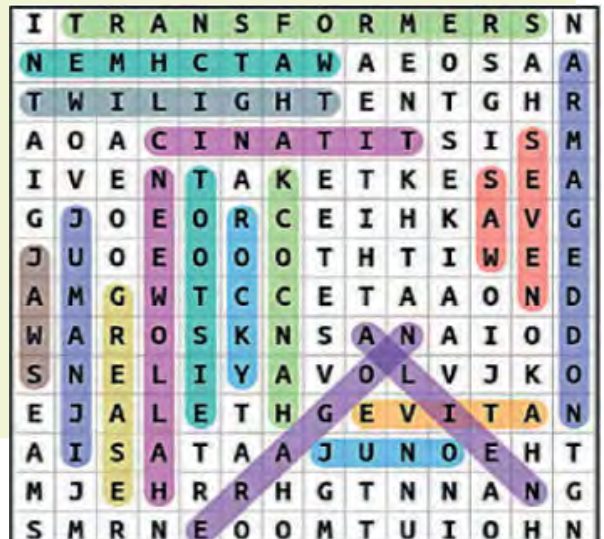 I T R A N S F O R M E R S N
N E M H C T A W A E O S A A
T W I L I G H T E N T G H R
A O A C I N A T I T S I S M
I V E N T A K E T K E S E A
G J O E O R C E I H K A V G
J U O E O O O T H T I W E E
A M G W T C C E T A A O N D
W A R O S K N S A N A I O D
S N E L I Y A V O L V J K O
E J A L E T H G E V I T A N
A I S A T A A J U N O E H T
M J E H R R H G T N N A N G
S M R N E O O M T U I O H N